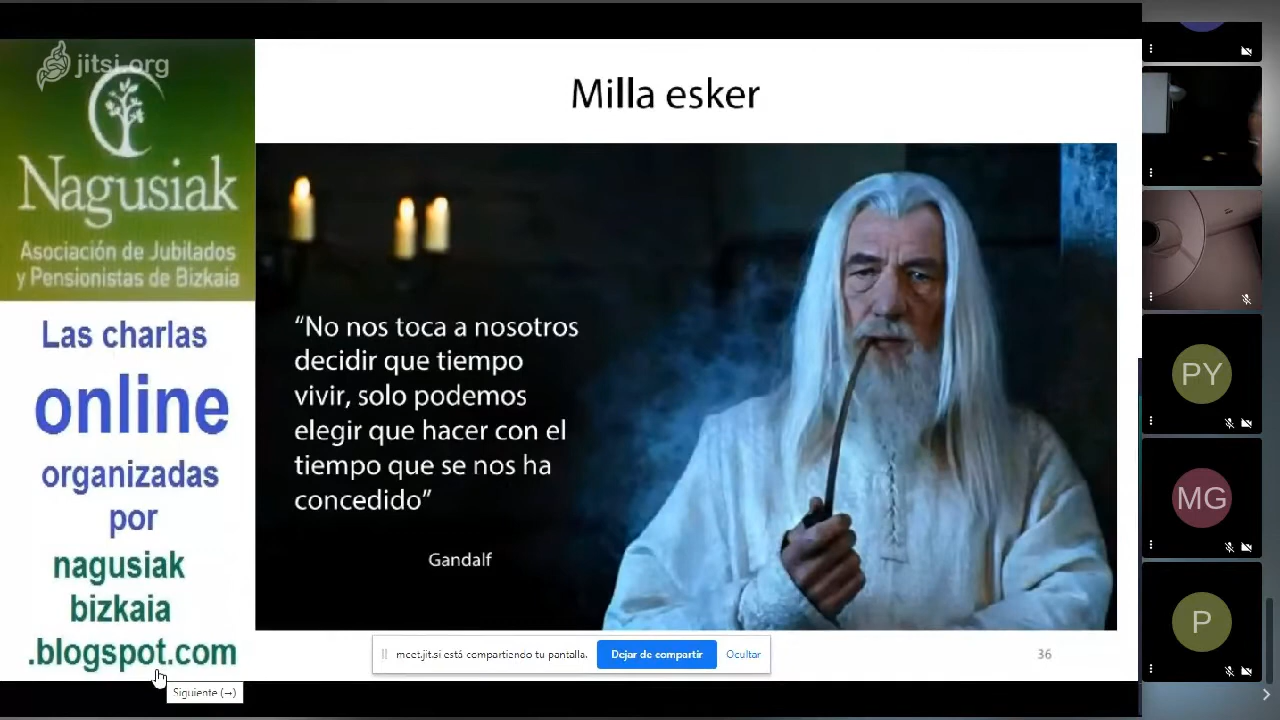 jitsi.org
Nagusiak
Asociación de Jubilados
y Pensionistas de Bizkaia
Las charlas
online
organizadas
por
nagusiak
bizkaia
.blogspot.com
Siguiente (→)
Milla esker
“No nos toca a nosotros
decidir que tiempo
vivir, solo podemos
elegir que hacer con el
tiempo que se nos ha
concedido”
Gandalf
meet.jit.si está compartiendo tu pantalla.
Dejar de compartir
Ocultar
36
PY
MG
P